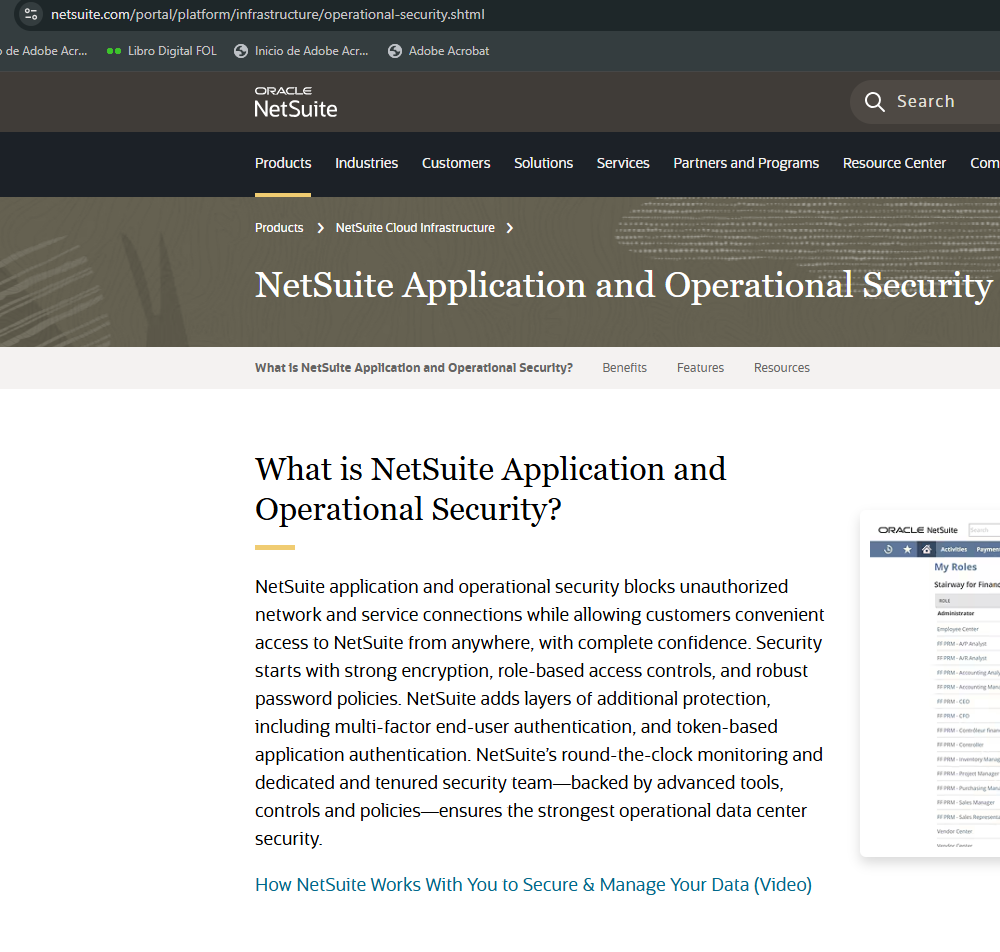 netsuite.com/portal/platform/infrastructure/operational-security.shtml
de Adobe Acr... Libro Digital FOL Inicio de Adobe Acr... Adobe Acrobat
ORACLE
NetSuite
Search
Products Industries Customers Solutions Services Partners and Programs Resource Center Com
Products > NetSuite Cloud Infrastructure >
NetSuite Application and Operational Security
What is NetSuite Application and Operational Security? Benefits Features Resources
What is NetSuite Application and
Operational Security?
NetSuite application and operational security blocks unauthorized
network and service connections while allowing customers convenient
access to NetSuite from anywhere, with complete confidence. Security
starts with strong encryption, role-based access controls, and robust
password policies. NetSuite adds layers of additional protection,
including multi-factor end-user authentication, and token-based
application authentication. NetSuite’s round-the-clock monitoring and
dedicated and tenured security team—backed by advanced tools,
controls and policies—ensures the strongest operational data center
security.
How NetSuite Works With You to Secure & Manage Your Data (Video)
ORACLE NetSuite Search
Activities Paymen
My Roles
Stairway for Financ
ROLE
Administrator
Employee Center
FF PRM - A/P Analyst
FF PRM - A/R Analyst
FF PRM - Accounting Analy
FF PRM - Accounting Mana
FF PRM - CEO
FF PRM - CFO
FF PRM - Contrôleur finan
FF PRM - Controller
FF PRM - Inventory Manag
FF PRM - Project Manager
FF PRM - Purchasing Mana
FF PRM - Sales Manager
FF PRM - Sales Representa
Vendor Center
Vendor Center